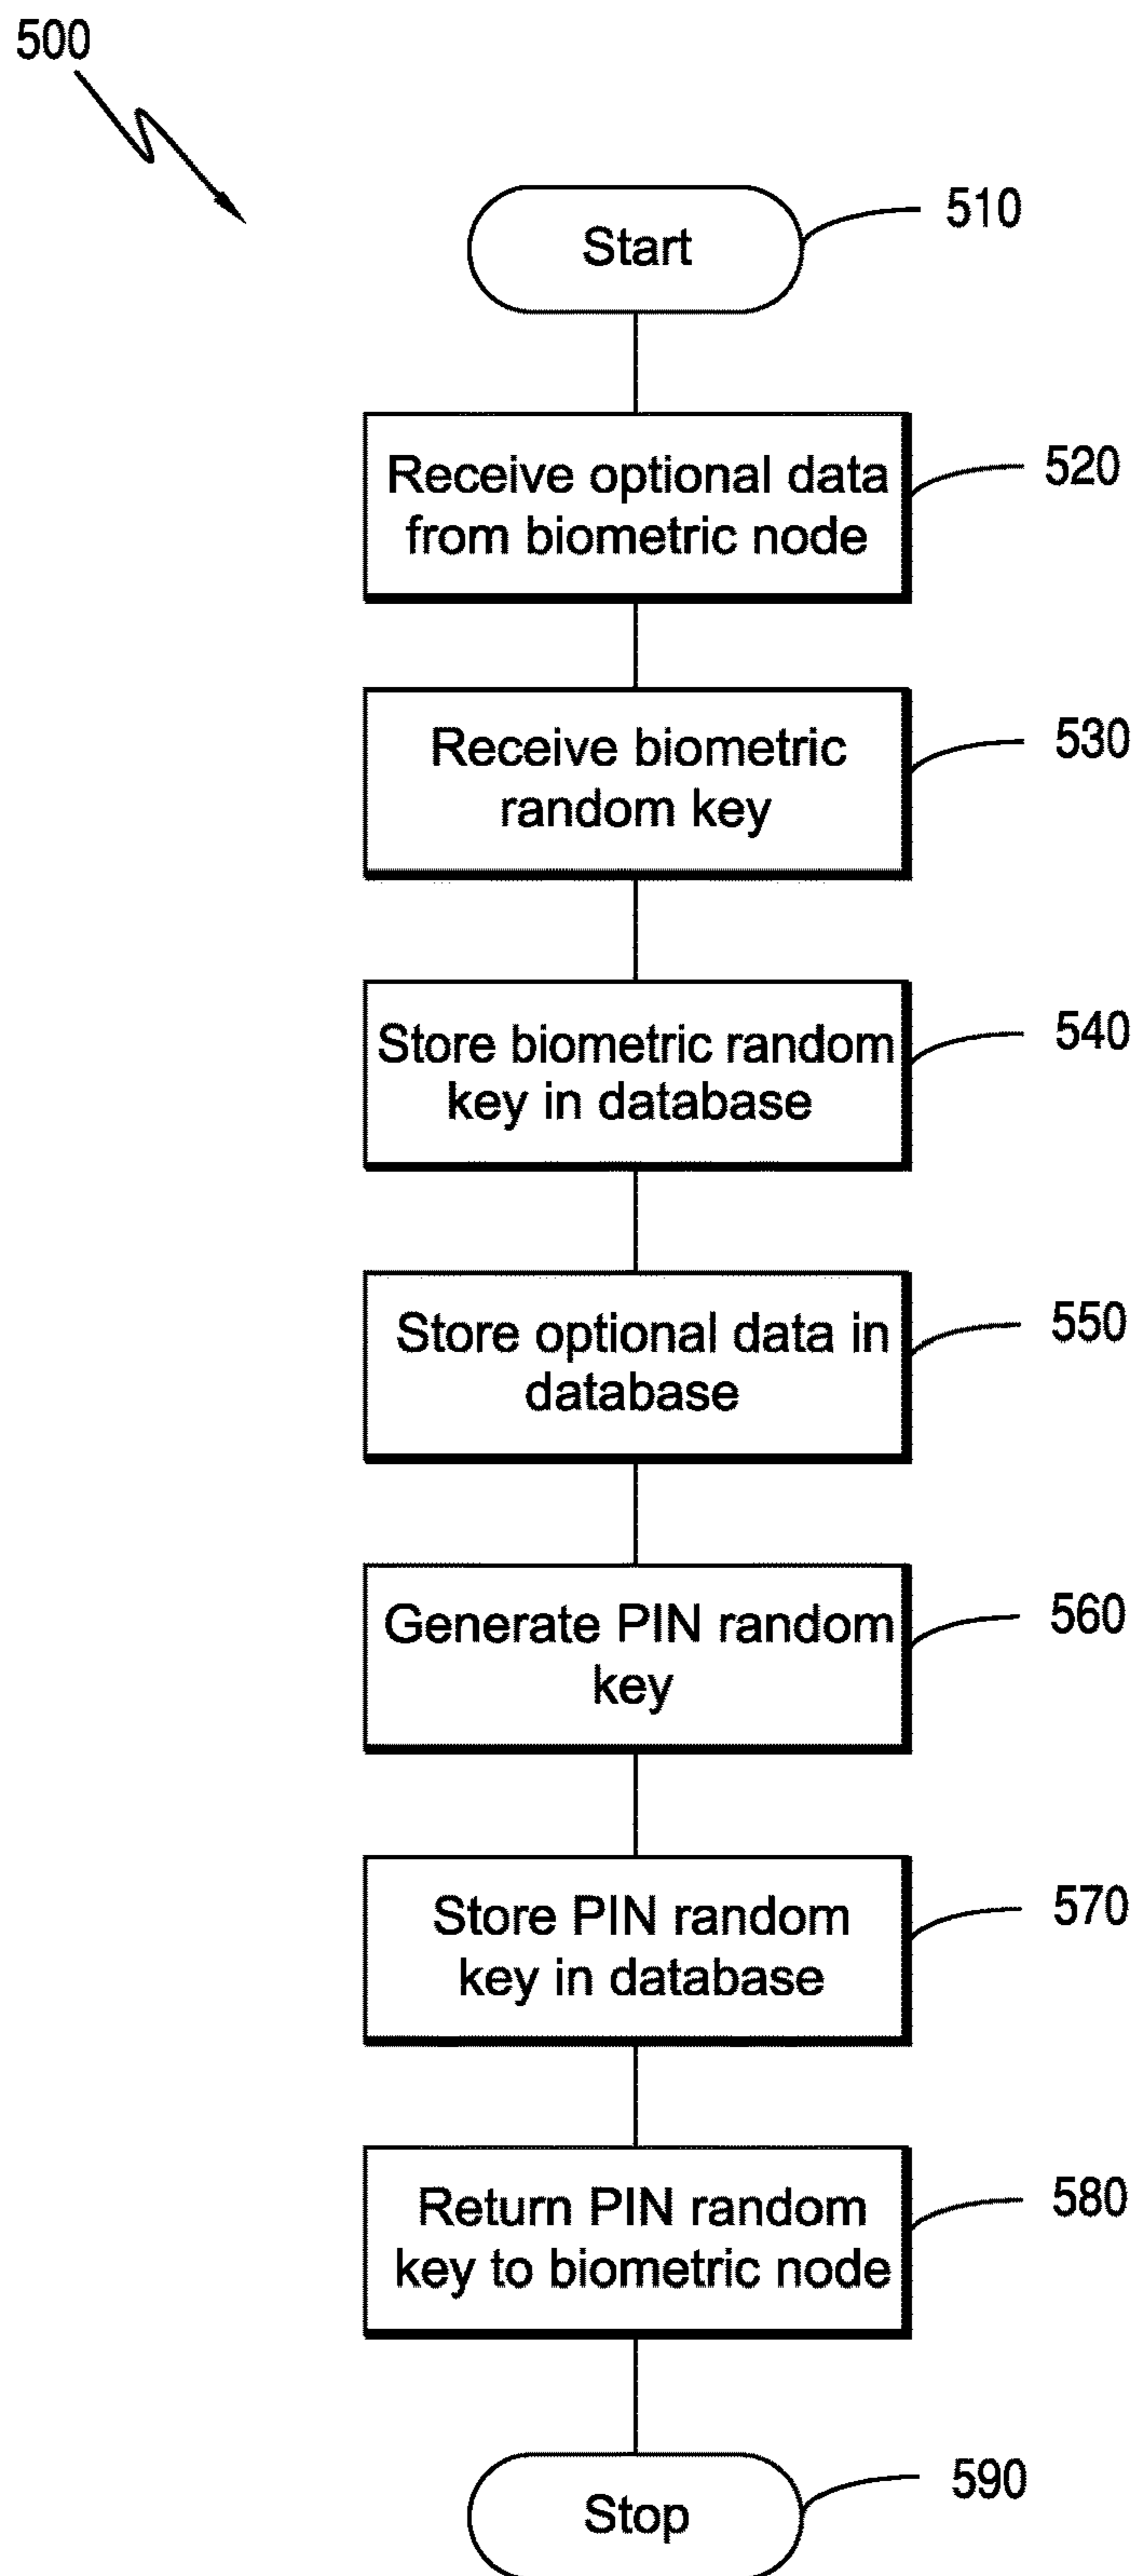 500
Start
510
Receive optional data
from biometric node
520
Receive biometric
random key
530
Store biometric random
key in database
540
Store optional data in
database
550
Generate PIN random
key
560
Store PIN random
key in database
570
Return PIN random
key to biometric node
580
Stop
590